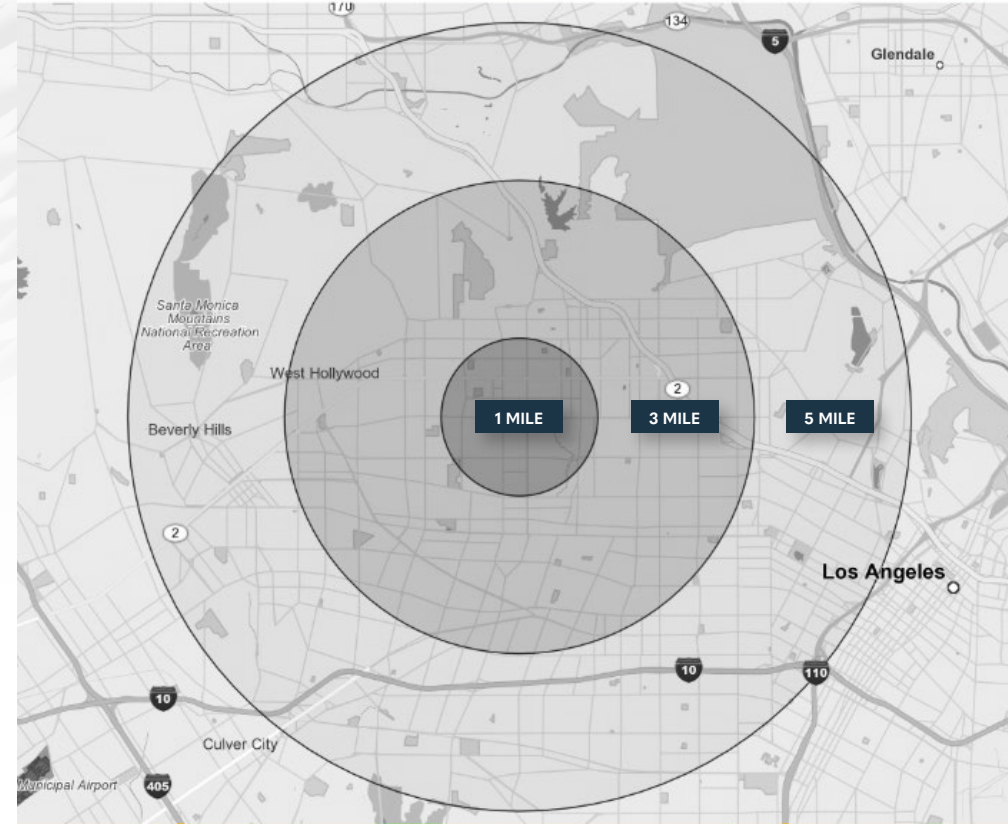 170
134
5
Glendale
Santa Monica
Mountains
National Recreation
Area
West Hollywood
2
1 MILE
3 MILE
5 MILE
Beverly Hills
2
Los Angeles
10
110
10
Culver City
Municipal Airport
405